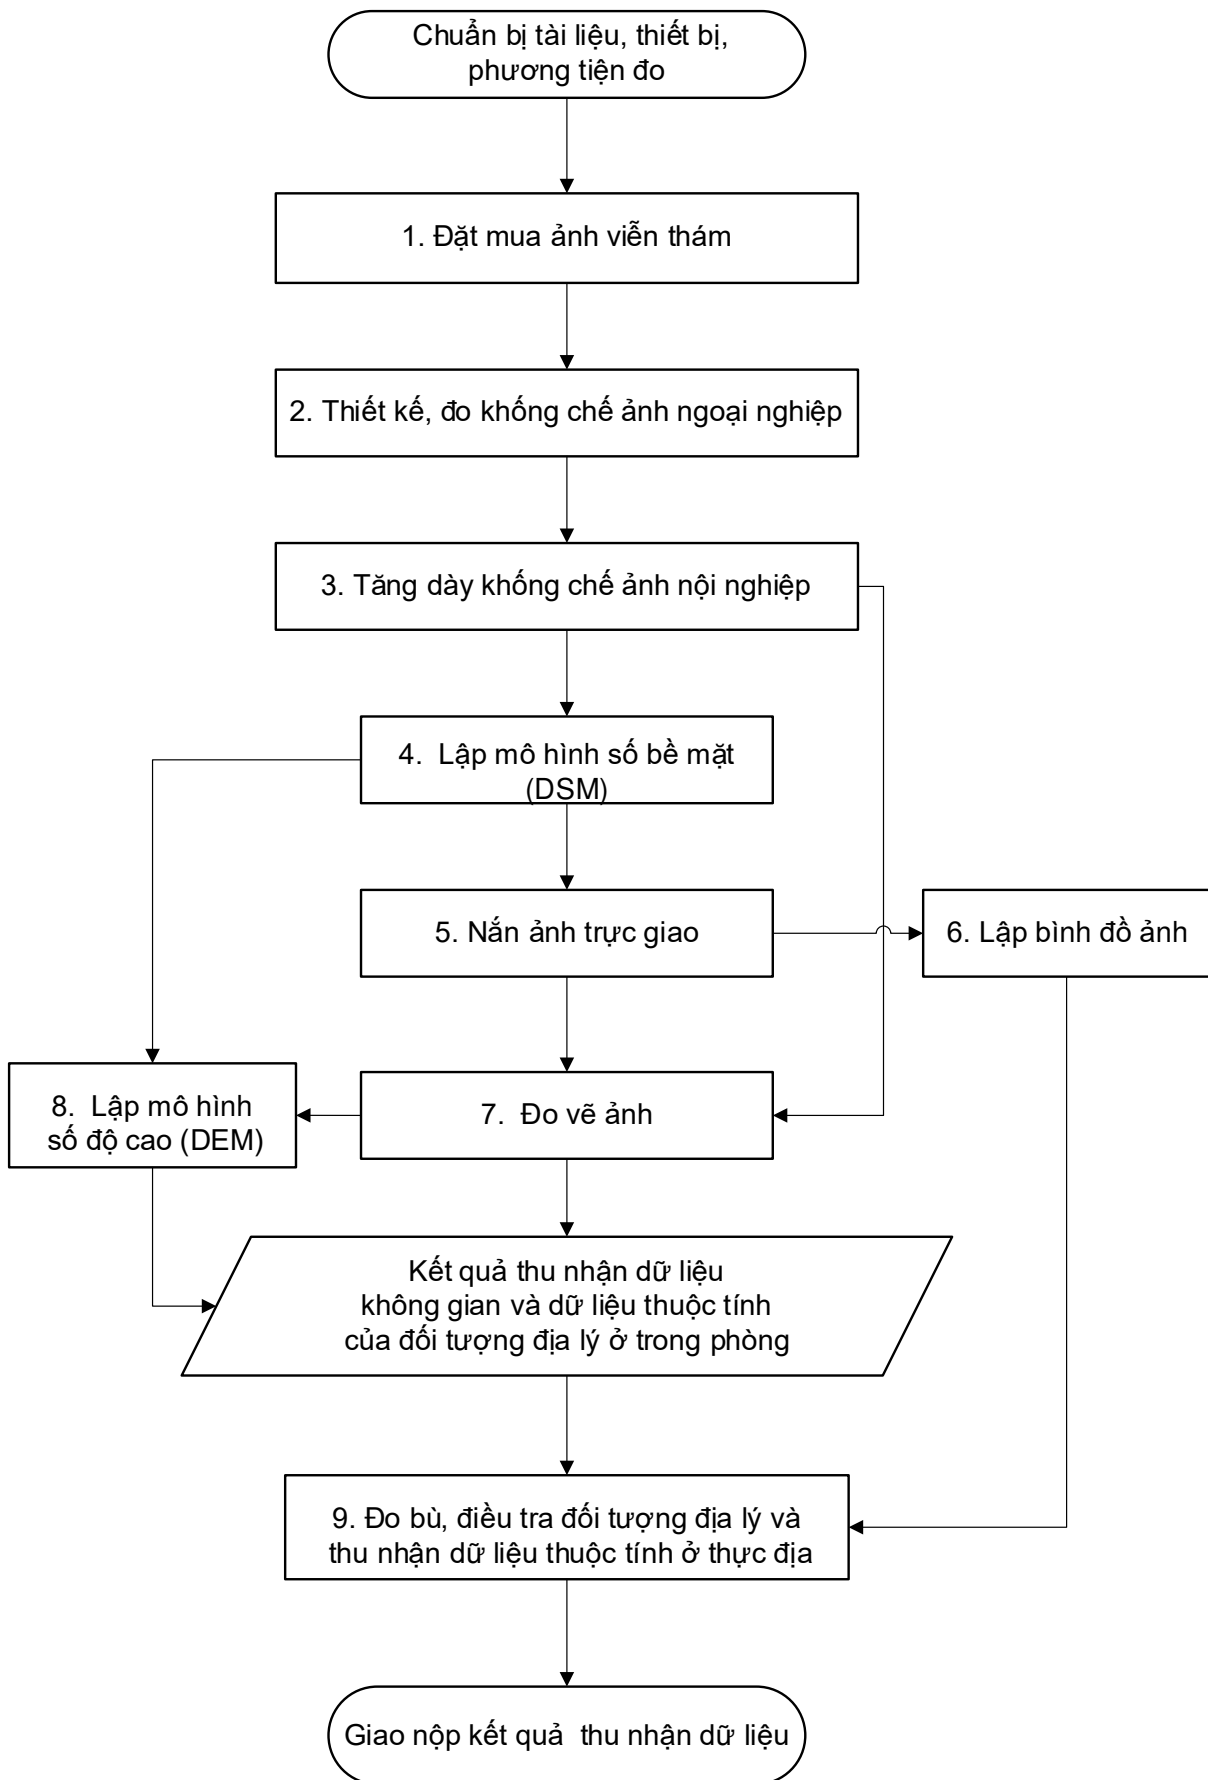 Chuẩn bị tài liệu, thiết bị,
phương tiện đo
1. Đặt mua ảnh viễn thám
2. Thiết kế, đo khống chế ảnh ngoại nghiệp
3. Tăng dày khống chế ảnh nội nghiệp
4. Lập mô hình số bề mặt
(DSM)
5. Nắn ảnh trực giao
6. Lập bình đồ ảnh
8. Lập mô hình
số độ cao (DEM)
7. Đo vẽ ảnh
Kết quả thu nhận dữ liệu
không gian và dữ liệu thuộc tính
của đối tượng địa lý ở trong phòng
9. Đo bù, điều tra đối tượng địa lý và
thu nhận dữ liệu thuộc tính ở thực địa
Giao nộp kết quả thu nhận dữ liệu